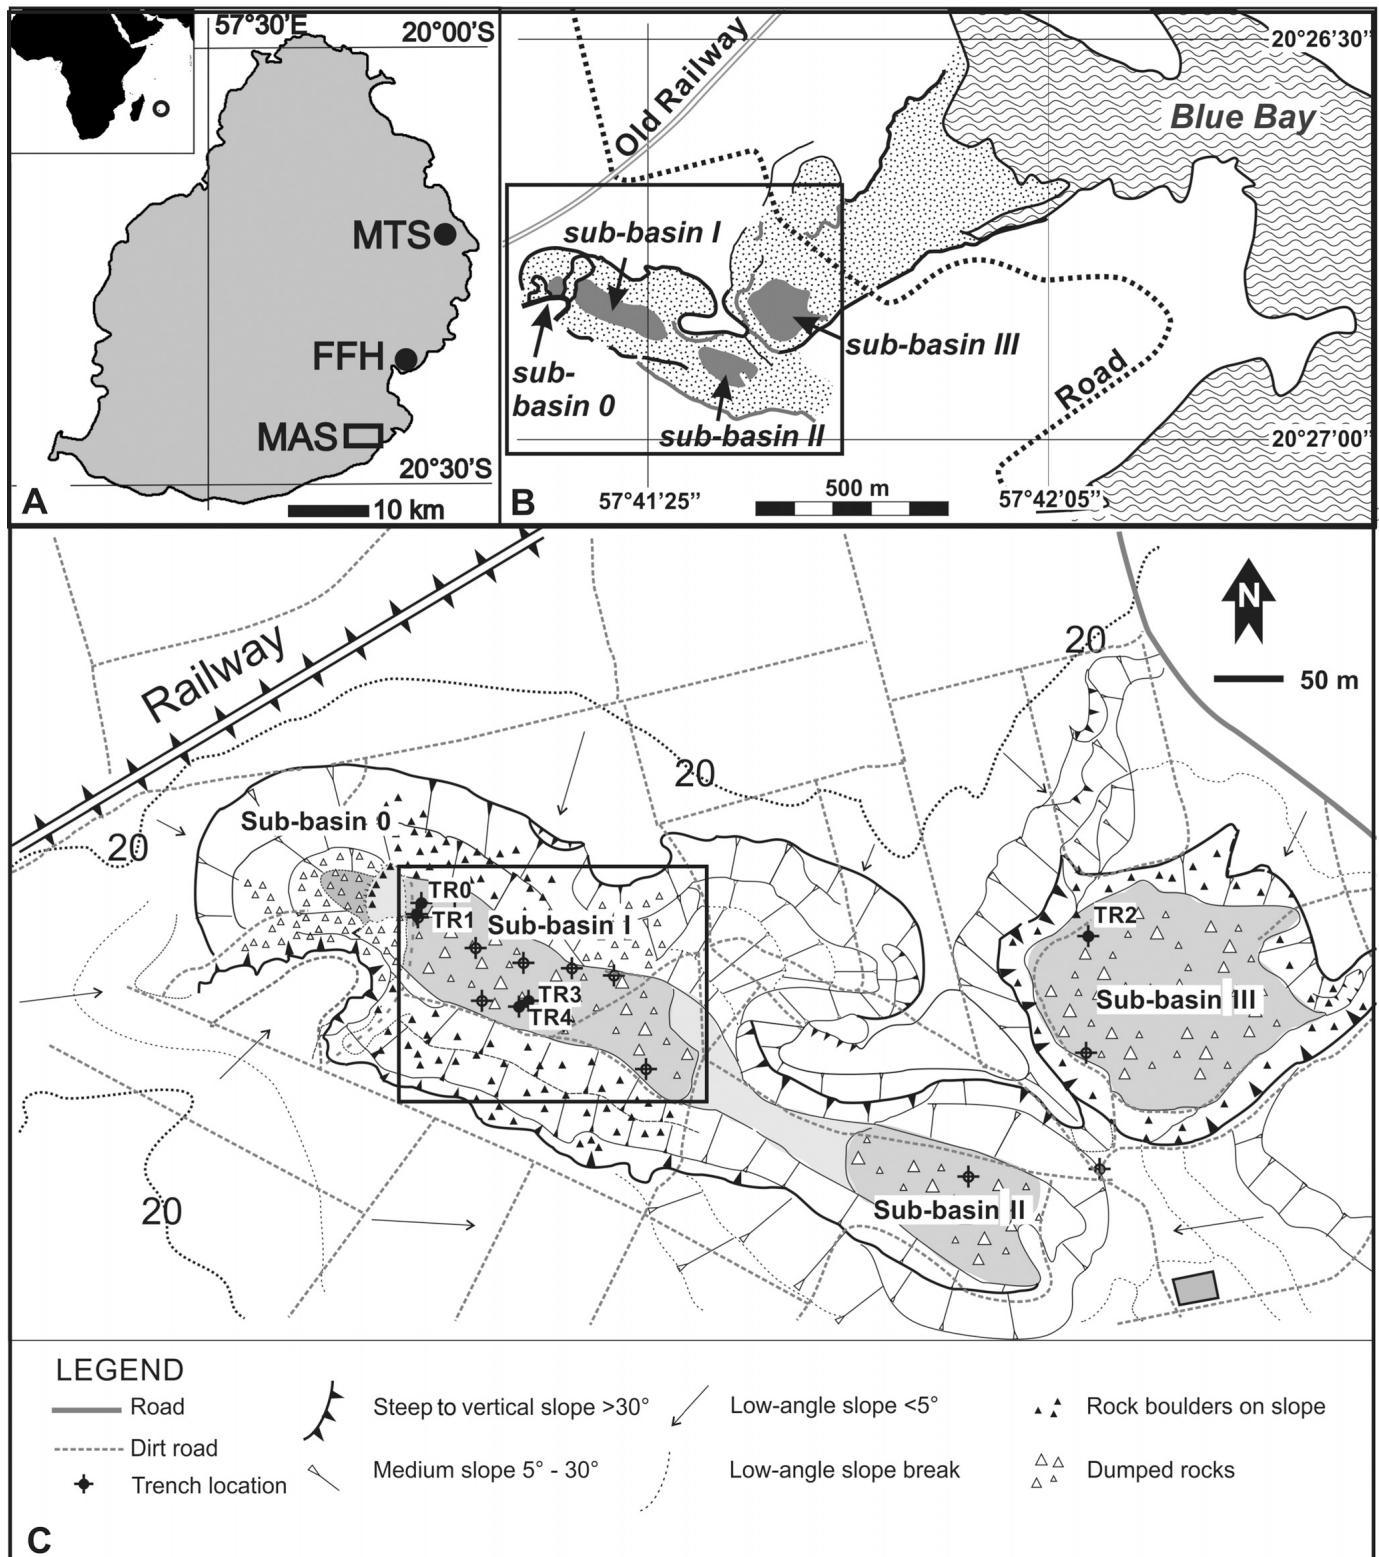 57°30’E
20°00’S
MTS
FFH
MAS
20°30’S
A
10 km
Old Railway
20°26’30’’
Blue Bay
sub-basin I
sub-basin III
sub-
basin 0
Road
sub-basin II
20°27’00’’
B
57°41’25’’
500 m
57°42’05’’
Railway
N
50 m
20
20
20
Sub-basin 0
TR0
TR1
Sub-basin I
TR2
TR3
TR4
Sub-basin III
20
Sub-basin II
LEGEND
Road
Dirt road
Trench location
Steep to vertical slope >30°
Medium slope 5° - 30°
Low-angle slope <5°
Low-angle slope break
Rock boulders on slope
Dumped rocks
C